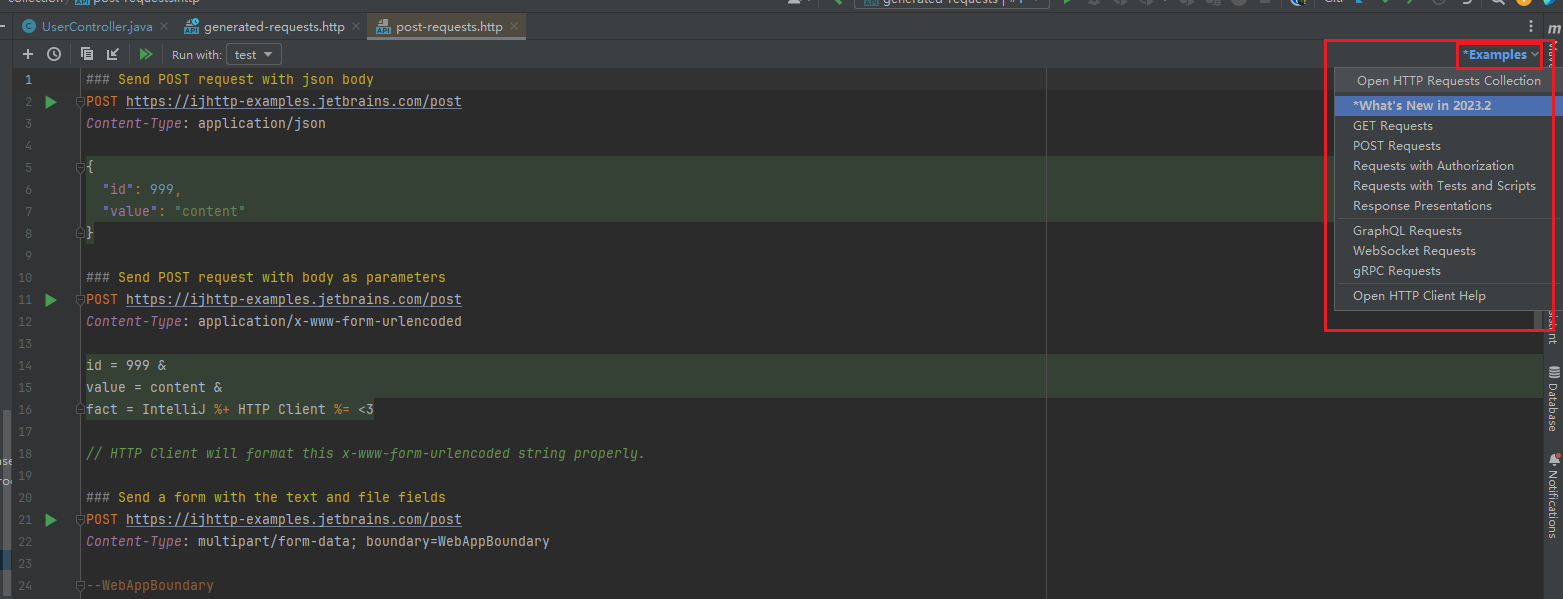 UserController.java
generated-requests.http
post-requests.http
Run with: test
*Examples
Open HTTP Requests Collection
*What's New in 2023.2
GET Requests
POST Requests
Requests with Authorization
Requests with Tests and Scripts
Response Presentations
GraphQL Requests
WebSocket Requests
gRPC Requests
Open HTTP Client Help
1 ### Send POST request with json body
2 POST https://ijhttp-examples.jetbrains.com/post
3 Content-Type: application/json
4
5 {
6 "id": 999,
7 "value": "content"
8 }
9
10 ### Send POST request with body as parameters
11 POST https://ijhttp-examples.jetbrains.com/post
12 Content-Type: application/x-www-form-urlencoded
13
14 id = 999 &
15 value = content &
16 fact = IntelliJ %+ HTTP Client %= <3
17
18 // HTTP Client will format this x-www-form-urlencoded string properly.
19
20 ### Send a form with the text and file fields
21 POST https://ijhttp-examples.jetbrains.com/post
22 Content-Type: multipart/form-data; boundary=WebAppBoundary
23
24 --WebAppBoundary
Database
Notifications